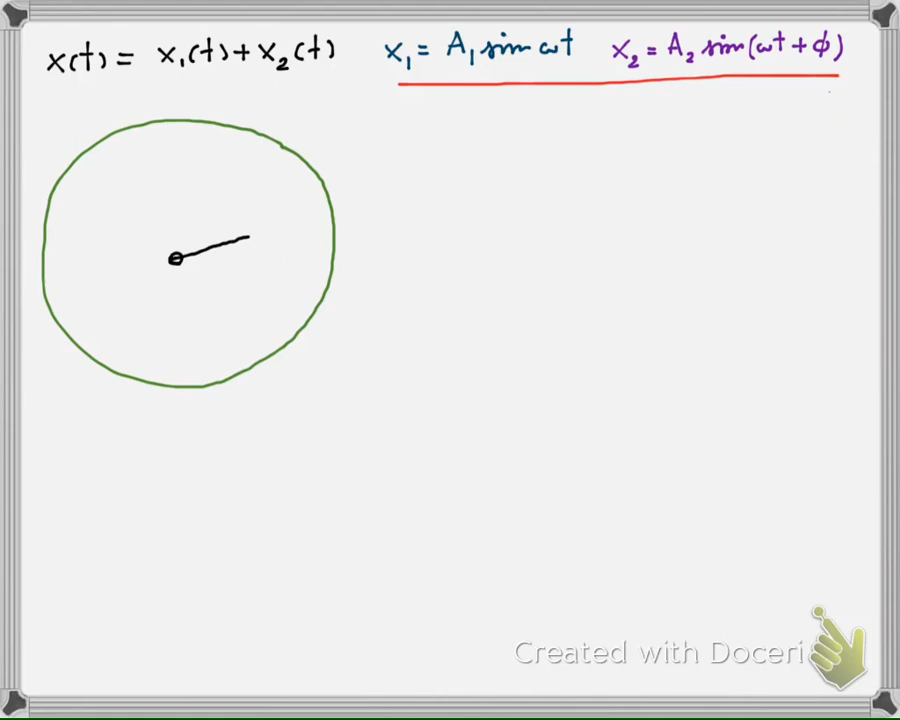 x(t) = x₁(t) + x₂(t) x₁ = A₁ sin ωt x₂ = A₂ sin(ωt + ϕ)
Created with Doceri